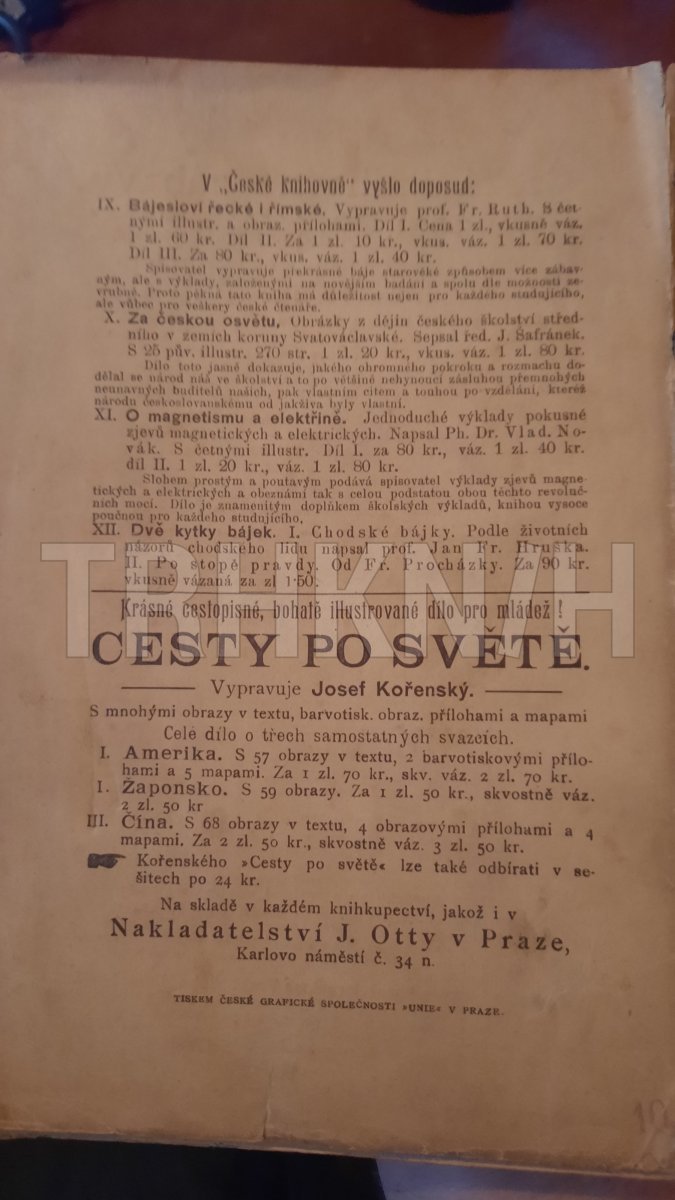 V „České knihovně“ vyšlo doposud:
IX. Bájesloví řecké i římské. Vypravuje prof. Fr. Ruth. S čet-
nými illustr. a obraz. přílohami. Díl I. Cena 1 zl., vkusně váz.
1 zl. 60 kr. Díl II. Za 1 zl. 10 kr., vkus. váz. 1 zl. 70 kr.
Díl III. Za 80 kr., vkus. váz. 1 zl. 40 kr.
Spisovatel vypravuje překrásné báje starověké způsobem více zábav-
ným, ale s výklady, založenými na novějším badání a spolu dle možnosti ze-
vrubně. Proto pěkná tato kniha má důležitost nejen pro každého studujícího,
ale vůbec pro veškery české čtenáře.
X. Za českou osvětu, Obrázky z dějin českého školství střed-
ního v zemích koruny Svatováclavské. Sepsal řed. J. Šafránek.
S 25 pův. illustr. 270 str. 1 zl. 20 kr., vkus. váz. 1 zl. 80 kr.
Dílo toto jasně dokazuje, jakého ohromného pokroku a rozmachu do-
dělal se národ náš ve školství a to po většině nehynoucí zásluhou přemnohých
neunavných buditelů našich, pak vlastním citem a touhou po vzdělání, kteréž
národu českoslovanskému od jakživa byly vlastní.
XI. O magnetismu a elektřině. Jednoduché výklady pokusné
zjevů magnetických a elektrických. Napsal Ph. Dr. Vlad. No-
vák. S četnými illustr. Díl I. za 80 kr., váz. 1 zl. 40 kr.
díl II. 1 zl. 20 kr., váz. 1 zl. 80 kr.
Slohem prostým a poutavým podává spisovatel výklady zjevů magne-
tických a elektrických a obeznámí tak s celou podstatou obou těchto revoluč-
ních mocí. Dílo je znamenitým doplňkem školských výkladů, knihou vysoce
poučnou pro každého studujícího,
XII. Dvě kytky bájek. I. Chodské bájky. Podle životních
názorů chodského lidu napsal prof. Jan Fr. Hruška.
II. Po stopě pravdy. Od Fr. Procházky. Za 90 kr.
vkusně vázaná za zl 1·50.
TRHKNIH
Krásné cestopisné, bohatě illustrované dílo pro mládež!
CESTY PO SVĚTĚ.
Vypravuje Josef Kořenský.
S mnohými obrazy v textu, barvotisk. obraz. přílohami a mapami
Celé dílo o třech samostatných svazcích.
I. Amerika. S 57 obrazy v textu, 2 barvotiskovými přílo-
hami a 5 mapami. Za 1 zl. 70 kr., skv. váz. 2 zl. 70 kr.
I. Žaponsko. S 59 obrazy. Za 1 zl. 50 kr., skvostně váz.
2 zl. 50 kr
III. Čína. S 68 obrazy v textu, 4 obrazovými přílohami a 4
mapami. Za 2 zl. 50 kr., skvostně váz. 3 zl. 50 kr.
Kořenského »Cesty po světě« lze také odbírati v se-
šitech po 24 kr.
Na skladě v každém knihkupectví, jakož i v
Nakladatelství J. Otty v Praze,
Karlovo náměstí č. 34 n.
TISKEM ČESKÉ GRAFICKÉ SPOLEČNOSTI »UNIE« V PRAZE.